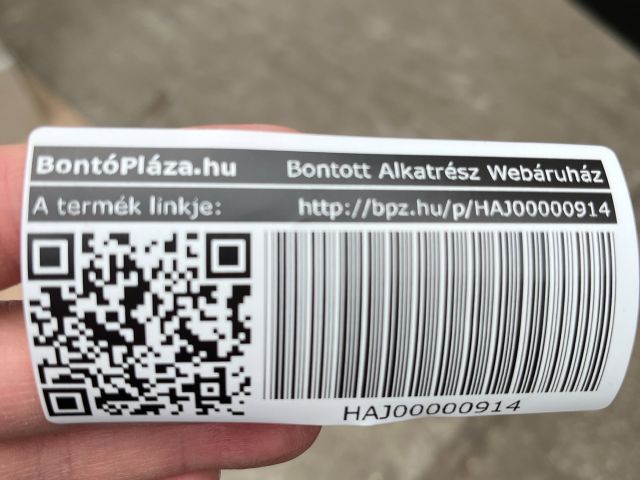 BontóPláza.hu Bontott Alkatrész Webáruház
A termék linkje: http://bpz.hu/p/HAJ00000914
HAJ00000914